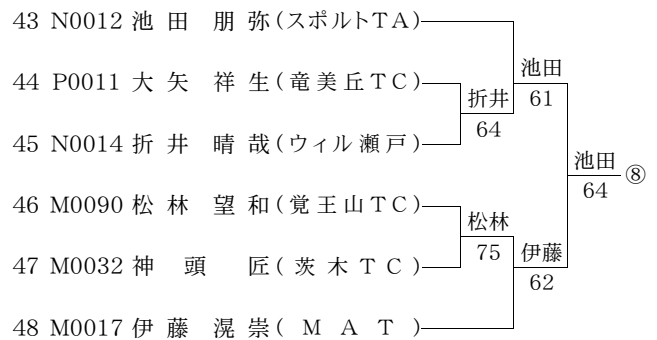 43 N0012 池田 朋弥(スポルトTA)
池田
44 P0011 大矢 祥生(竜美丘TC)
折井 61
64
45 N0014 折井 晴哉(ウィル瀬戸)
池田
64 ⑧
46 M0090 松林 望和(覚王山TC)
松林
75 伊藤
47 M0032 神頭 匠(茨木TC)
62
48 M0017 伊藤 滉崇(MAT)